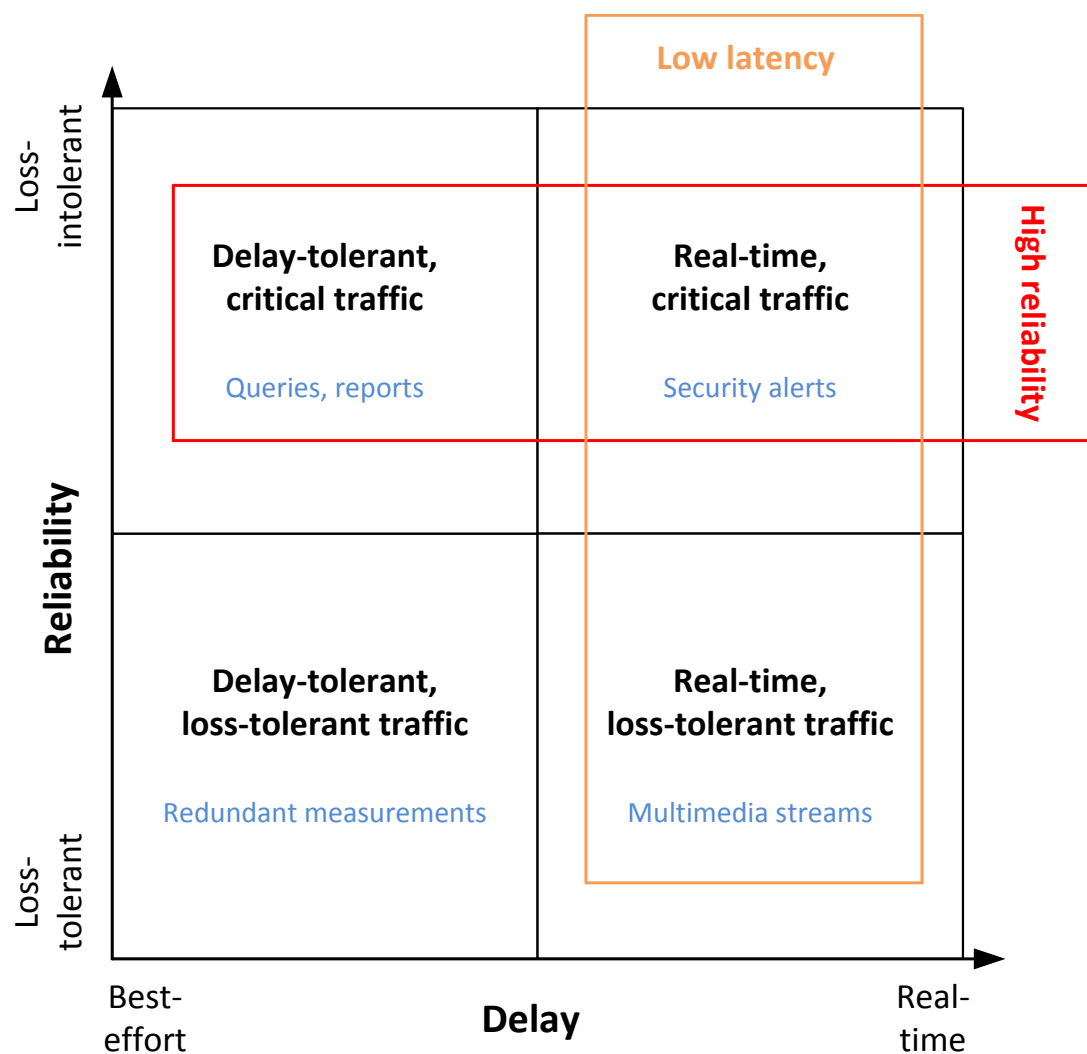 Low latency
Loss-
intolerant
Delay-tolerant,
critical traffic
Queries, reports
Real-time,
critical traffic
Security alerts
High reliability
Reliability
Delay-tolerant,
loss-tolerant traffic
Redundant measurements
Real-time,
loss-tolerant traffic
Multimedia streams
Loss-
tolerant
Best-
effort
Delay
Real-
time